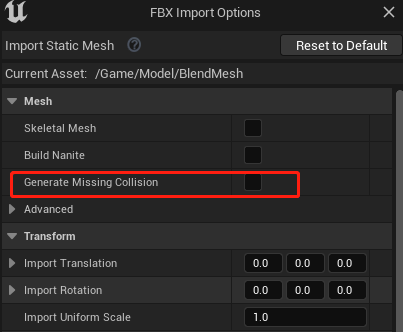 FBX Import Options
Import Static Mesh
Reset to Default
Current Asset: /Game/Model/BlendMesh
Mesh
Skeletal Mesh
Build Nanite
Generate Missing Collision
Advanced
Transform
Import Translation 0.0 0.0 0.0
Import Rotation 0.0 0.0 0.0
Import Uniform Scale 1.0